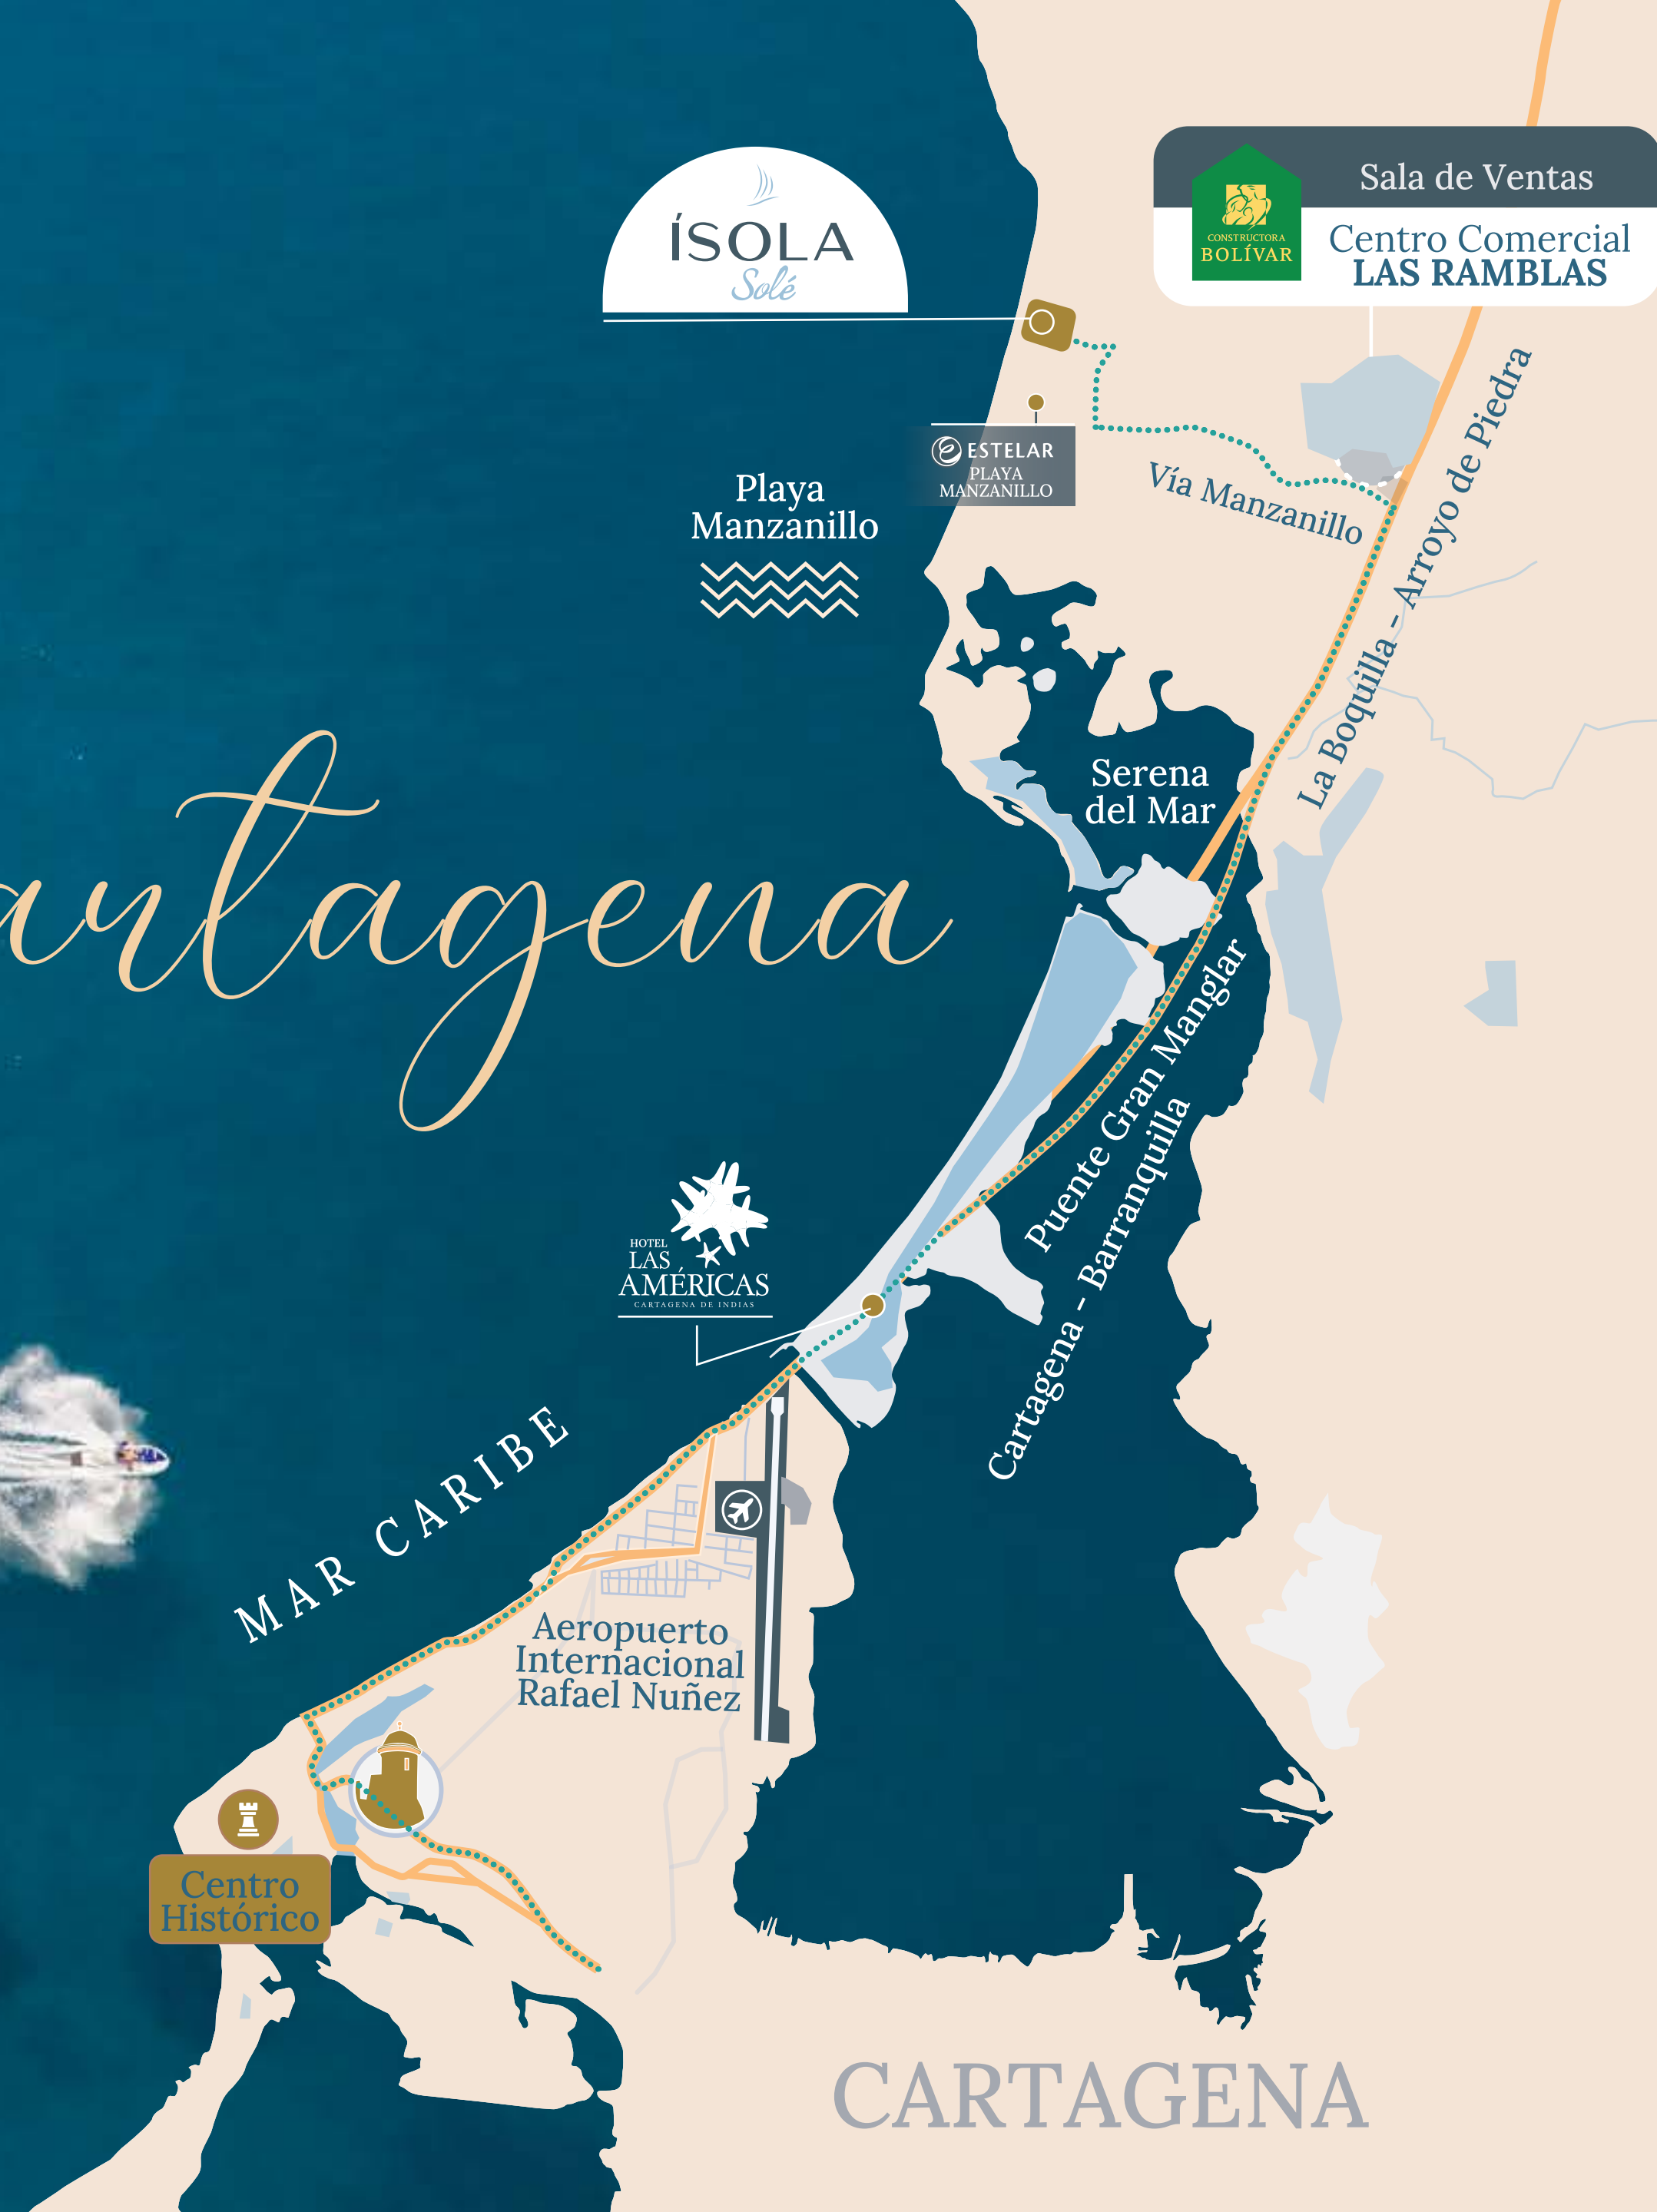 Sala de Ventas
CONSTRUCTORA
BOLÍVAR
Centro Comercial
LAS RAMBLAS
ÍSOLA
Solé
ESTELAR
PLAYA
MANZANILLO
Playa
Manzanillo
Vía Manzanillo
La Boquilla - Arroyo de Piedra
Serena
del Mar
artagena
Puente Gran Manglar
Cartagena - Barranquilla
HOTEL
LAS
AMÉRICAS
CARTAGENA DE INDIAS
MAR CARIBE
Aeropuerto
Internacional
Rafael Nuñez
Centro
Histórico
CARTAGENA